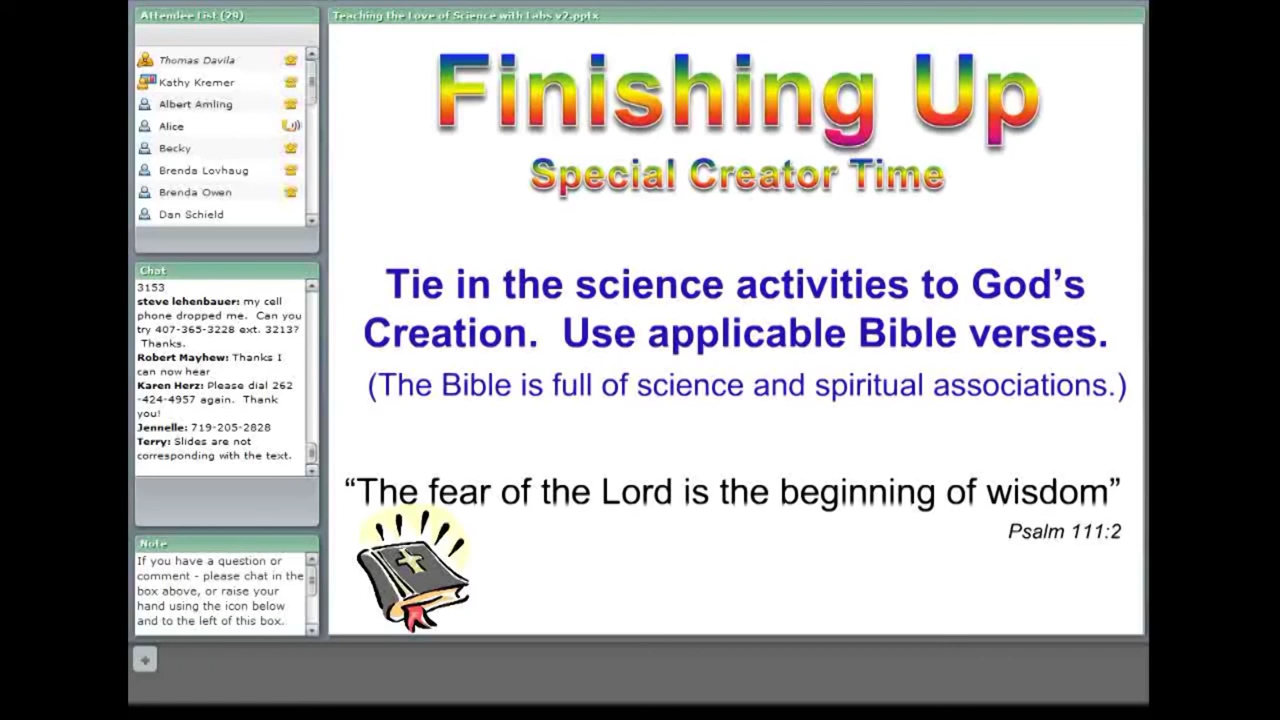 Attendee List (29)
Thomas Davila
Kathy Kremer
Albert Amling
Alice
Becky
Brenda Lovhaug
Brenda Owen
Dan Schield
Chat
3153
steve lehenbauer: my cell
phone dropped me. Can you
try 407-365-3228 ext. 3213?
Thanks.
Robert Mayhew: Thanks I
can now hear
Karen Herz: Please dial 262
-424-4957 again. Thank
you!
Jennelle: 719-205-2828
Terry: Slides are not
corresponding with the text.
Note
If you have a question or
comment - please chat in the
box above, or raise your
hand using the icon below
and to the left of this box.
Teaching the Love of Science with Labs v2.pptx
Finishing Up
Special Creator Time
Tie in the science activities to God’s
Creation. Use applicable Bible verses.
(The Bible is full of science and spiritual associations.)
“The fear of the Lord is the beginning of wisdom”
Psalm 111:2